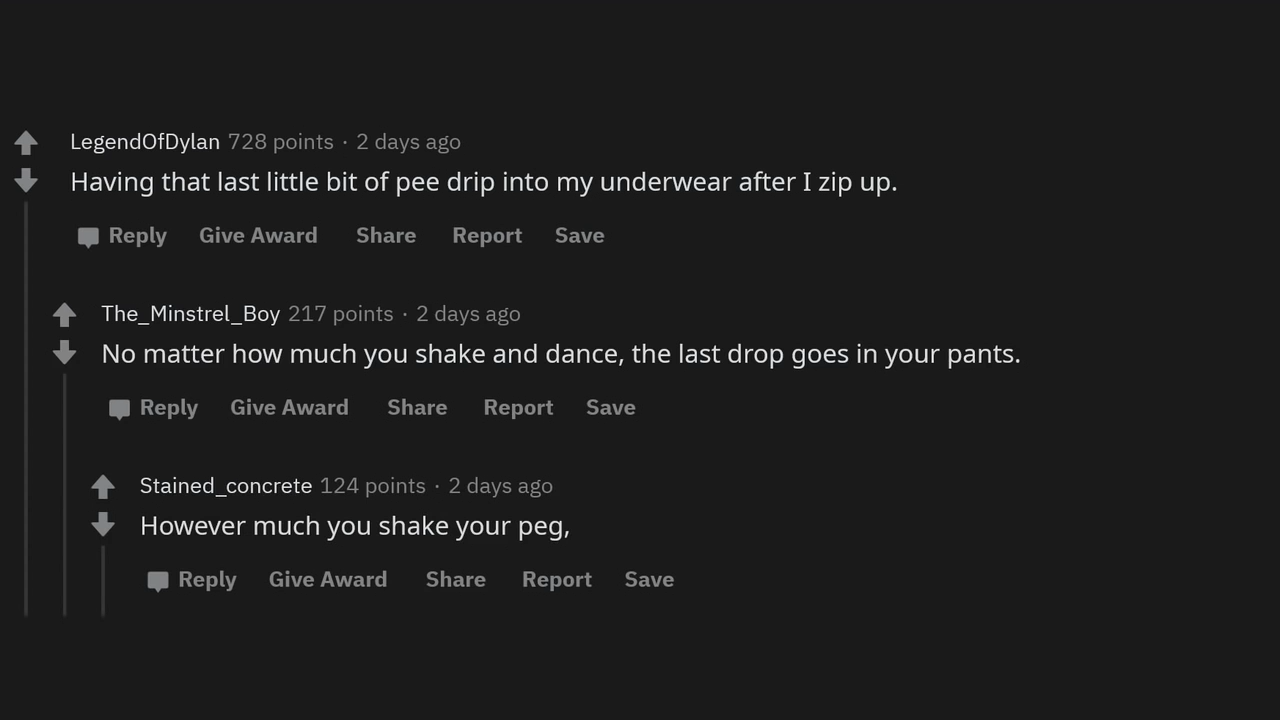 LegendOfDylan 728 points · 2 days ago
Having that last little bit of pee drip into my underwear after I zip up.
Reply Give Award Share Report Save
The_Minstrel_Boy 217 points · 2 days ago
No matter how much you shake and dance, the last drop goes in your pants.
Reply Give Award Share Report Save
Stained_concrete 124 points · 2 days ago
However much you shake your peg,
Reply Give Award Share Report Save